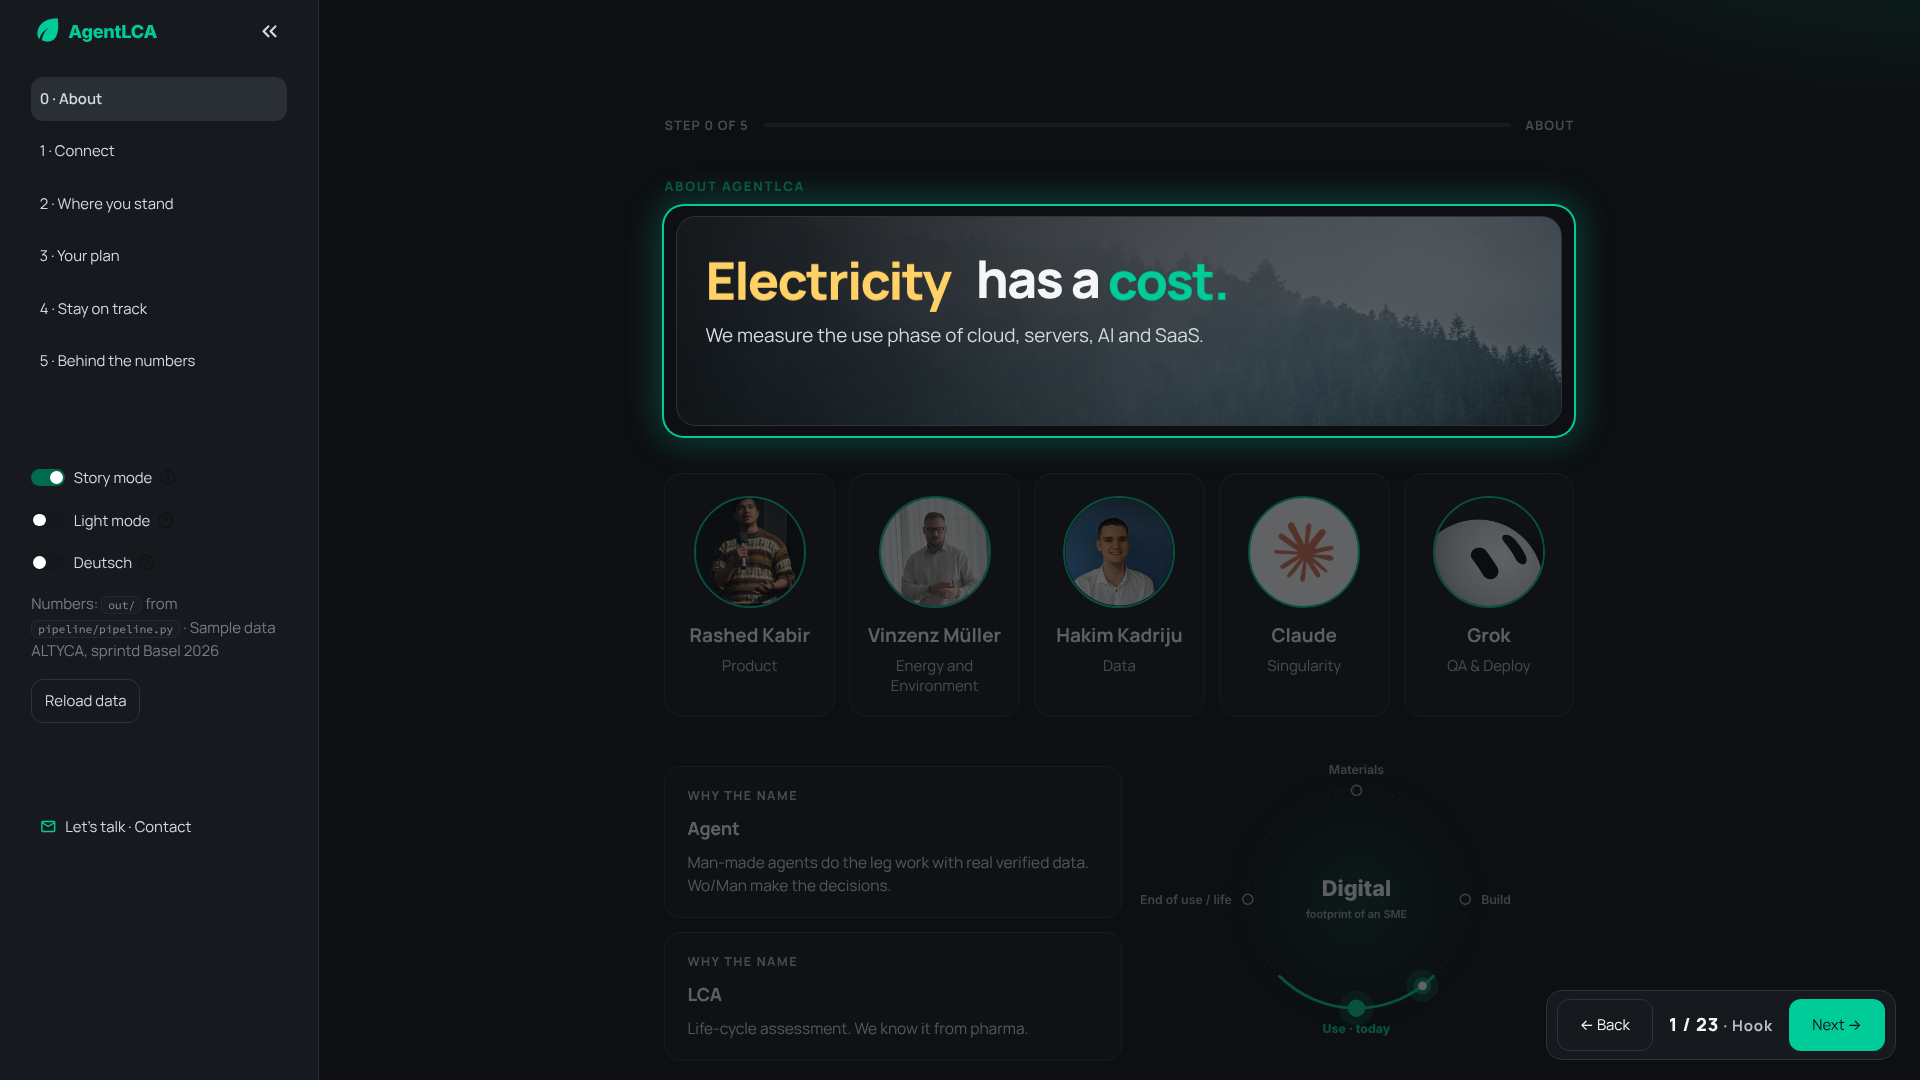 AgentLCA
0 · About
1 · Connect
2 · Where you stand
3 · Your plan
4 · Stay on track
5 · Behind the numbers
Story mode
Light mode
Deutsch
Numbers: out/ from
pipeline/pipeline.py · Sample data
ALTYCA, sprintd Basel 2026
Reload data
Let's talk · Contact
STEP 0 OF 5
ABOUT
ABOUT AGENTLCA
Electricity has a cost.
We measure the use phase of cloud, servers, AI and SaaS.
Rashed Kabir
Product
Vinzenz Müller
Energy and
Environment
Hakim Kadriju
Data
Claude
Singularity
Grok
QA & Deploy
WHY THE NAME
Agent
Man-made agents do the leg work with real verified data.
Wo/Man make the decisions.
WHY THE NAME
LCA
Life-cycle assessment. We know it from pharma.
Materials
End of use / life
Digital
footprint of an SME
Build
Use · today
← Back
1 / 23 · Hook
Next →